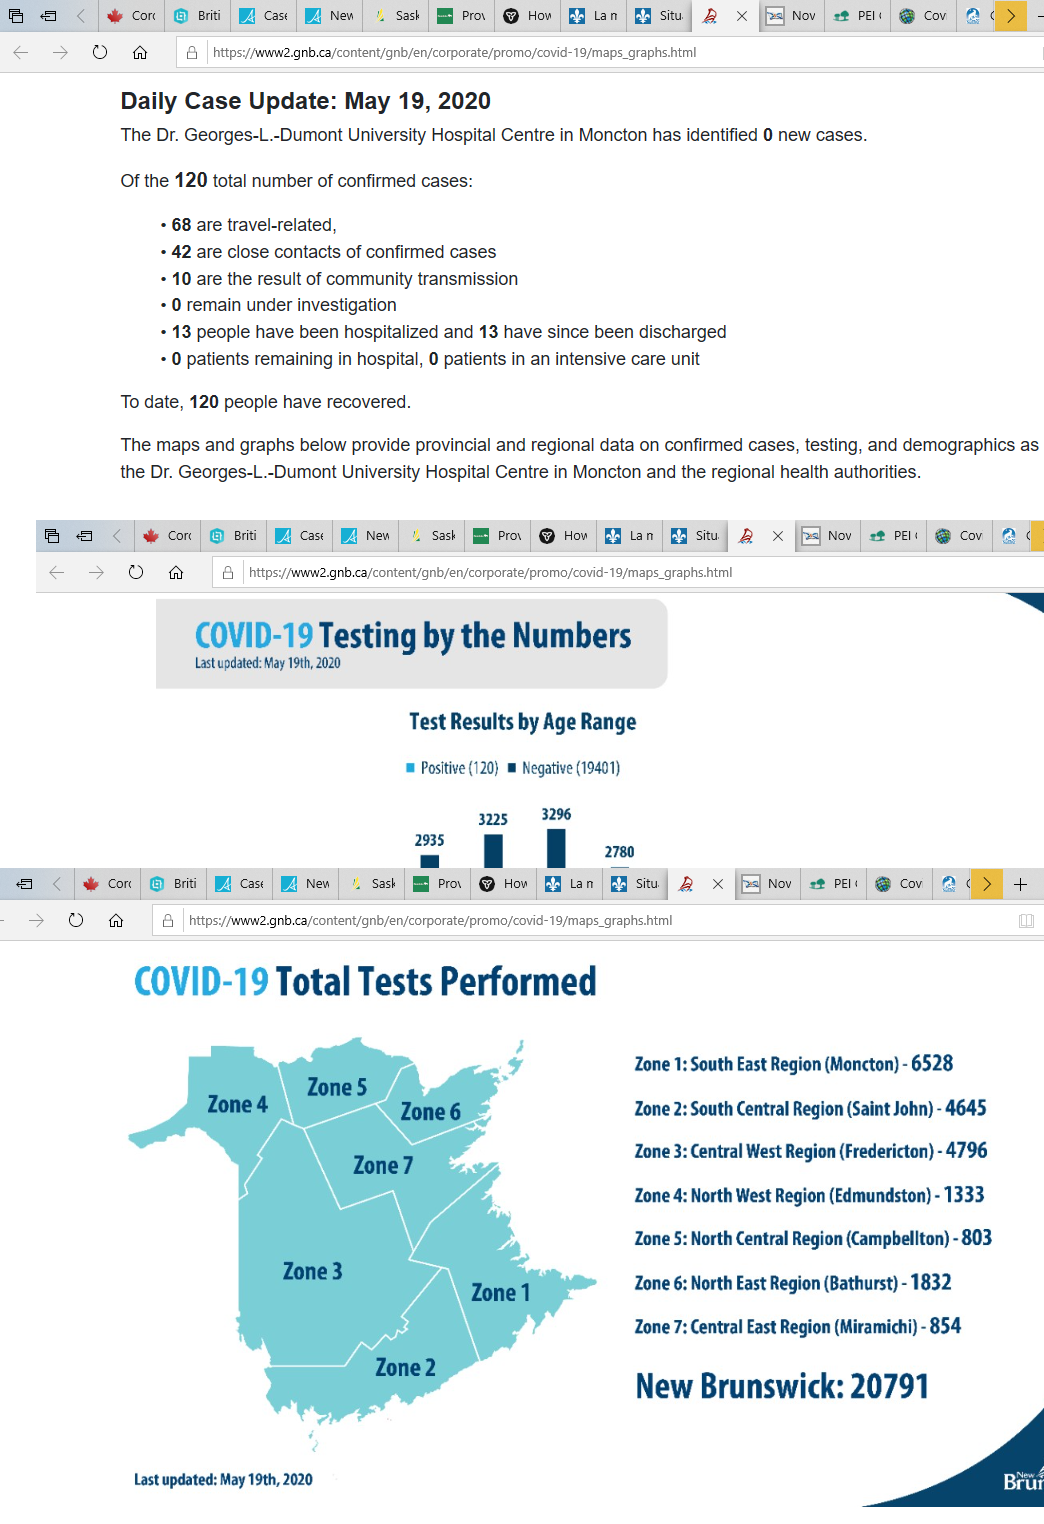 Corc Briti Case New Sask Prov How La m Situ Nov PEI Cov
https://www2.gnb.ca/content/gnb/en/corporate/promo/covid-19/maps_graphs.html
Daily Case Update: May 19, 2020
The Dr. Georges-L.-Dumont University Hospital Centre in Moncton has identified 0 new cases.
Of the 120 total number of confirmed cases:
• 68 are travel-related,
• 42 are close contacts of confirmed cases
• 10 are the result of community transmission
• 0 remain under investigation
• 13 people have been hospitalized and 13 have since been discharged
• 0 patients remaining in hospital, 0 patients in an intensive care unit
To date, 120 people have recovered.
The maps and graphs below provide provincial and regional data on confirmed cases, testing, and demographics as
the Dr. Georges-L.-Dumont University Hospital Centre in Moncton and the regional health authorities.
Corc Briti Case New Sask Prov How La m Situ Nov PEI Cov
https://www2.gnb.ca/content/gnb/en/corporate/promo/covid-19/maps_graphs.html
COVID-19 Testing by the Numbers
Last updated: May 19th, 2020
Test Results by Age Range
Positive (120) Negative (19401)
2935 3225 3296 2780
Corc Briti Case New Sask Prov How La m Situ Nov PEI Cov
https://www2.gnb.ca/content/gnb/en/corporate/promo/covid-19/maps_graphs.html
COVID-19 Total Tests Performed
Zone 4
Zone 5
Zone 6
Zone 7
Zone 3
Zone 1
Zone 2
Zone 1: South East Region (Moncton) - 6528
Zone 2: South Central Region (Saint John) - 4645
Zone 3: Central West Region (Fredericton) - 4796
Zone 4: North West Region (Edmundston) - 1333
Zone 5: North Central Region (Campbellton) - 803
Zone 6: North East Region (Bathurst) - 1832
Zone 7: Central East Region (Miramichi) - 854
New Brunswick: 20791
Last updated: May 19th, 2020
New
Brun